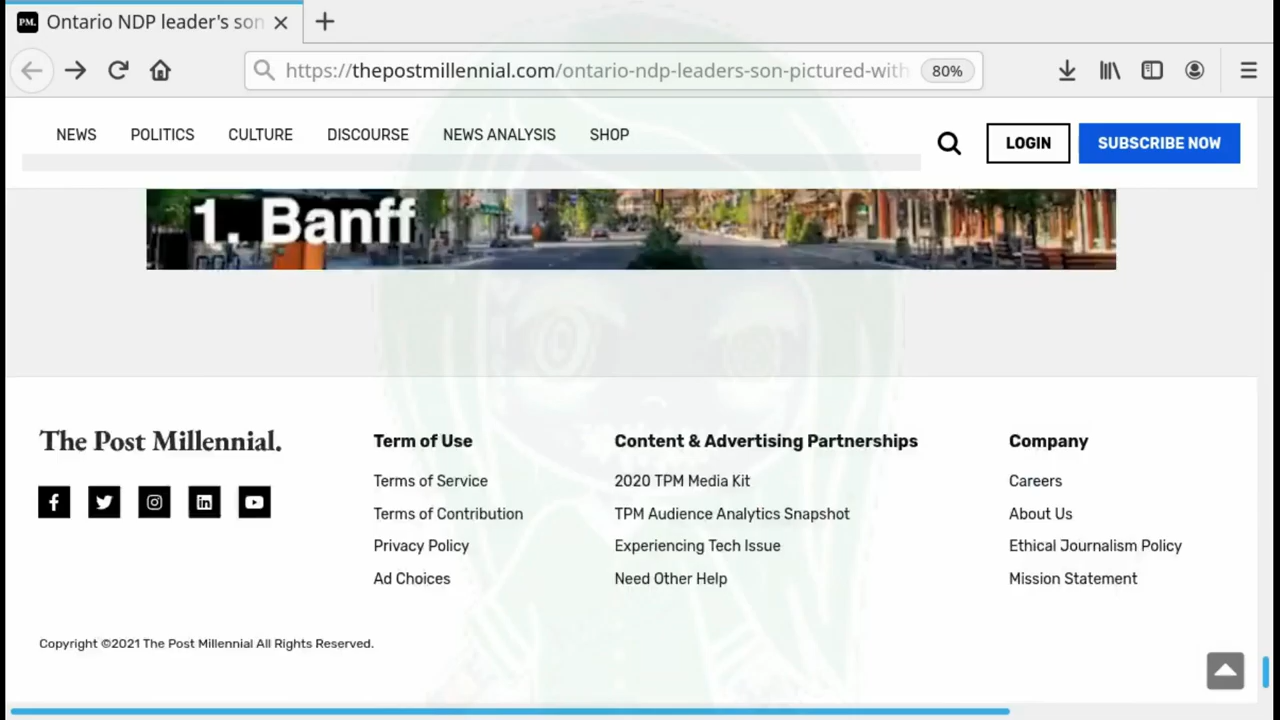 Ontario NDP leader's son
https://thepostmillennial.com/ontario-ndp-leaders-son-pictured-with
80%
NEWS POLITICS CULTURE DISCOURSE NEWS ANALYSIS SHOP
LOGIN
SUBSCRIBE NOW
1. Banff
The Post Millennial.
Term of Use
Terms of Service
Terms of Contribution
Privacy Policy
Ad Choices
Content & Advertising Partnerships
2020 TPM Media Kit
TPM Audience Analytics Snapshot
Experiencing Tech Issue
Need Other Help
Company
Careers
About Us
Ethical Journalism Policy
Mission Statement
Copyright ©2021 The Post Millennial All Rights Reserved.